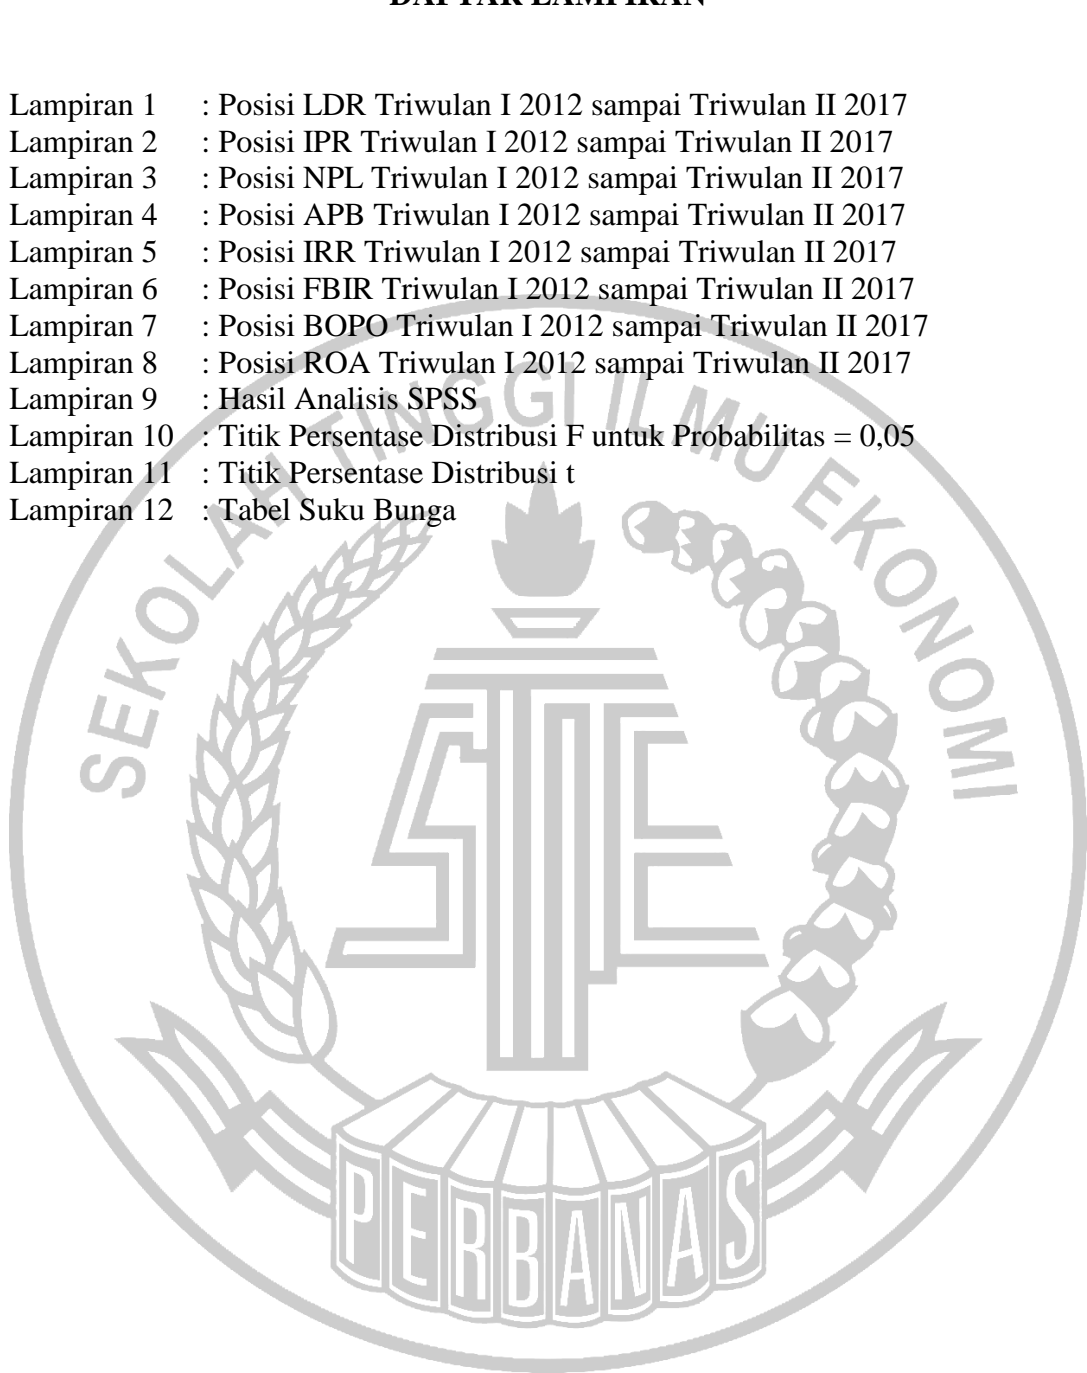 DAFTAR LAMPIRAN
Lampiran 1 : Posisi LDR Triwulan I 2012 sampai Triwulan II 2017
Lampiran 2 : Posisi IPR Triwulan I 2012 sampai Triwulan II 2017
Lampiran 3 : Posisi NPL Triwulan I 2012 sampai Triwulan II 2017
Lampiran 4 : Posisi APB Triwulan I 2012 sampai Triwulan II 2017
Lampiran 5 : Posisi IRR Triwulan I 2012 sampai Triwulan II 2017
Lampiran 6 : Posisi FBIR Triwulan I 2012 sampai Triwulan II 2017
Lampiran 7 : Posisi BOPO Triwulan I 2012 sampai Triwulan II 2017
Lampiran 8 : Posisi ROA Triwulan I 2012 sampai Triwulan II 2017
Lampiran 9 : Hasil Analisis SPSS
Lampiran 10 : Titik Persentase Distribusi F untuk Probabilitas = 0,05
Lampiran 11 : Titik Persentase Distribusi t
Lampiran 12 : Tabel Suku Bunga
SEKOLAH TINGGI ILMU EKONOMI
STIE
PERBANAS